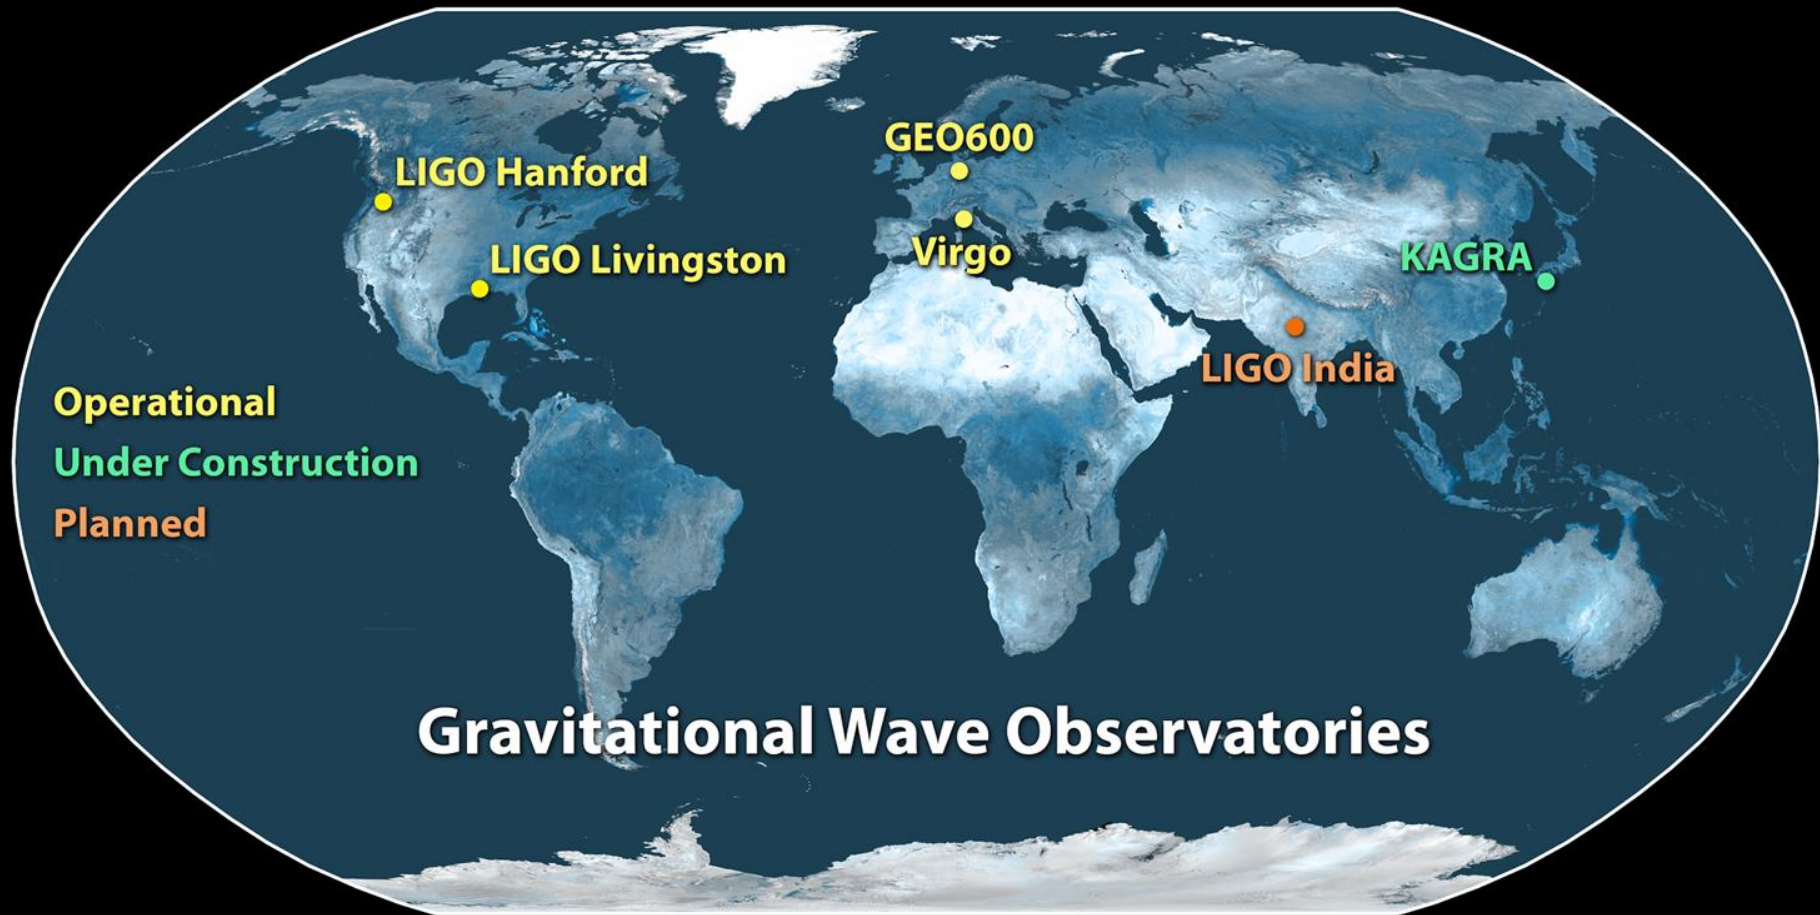 GEO600
LIGO Hanford
Virgo
LIGO Livingston
KAGRA
LIGO India
Operational
Under Construction
Planned
Gravitational Wave Observatories